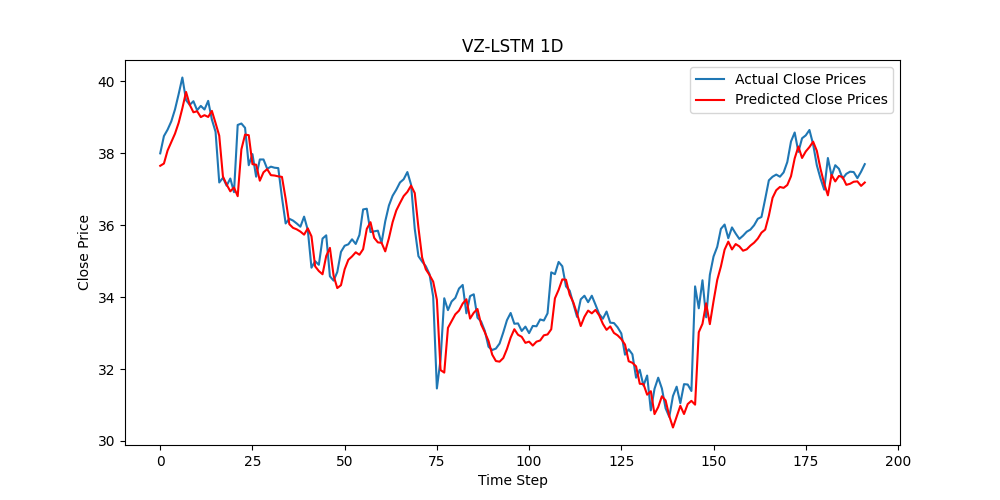 VZ-LSTM 1D
Actual Close Prices
Predicted Close Prices
Close Price
40
38
36
34
32
30
0 25 50 75 100 125 150 175 200
Time Step